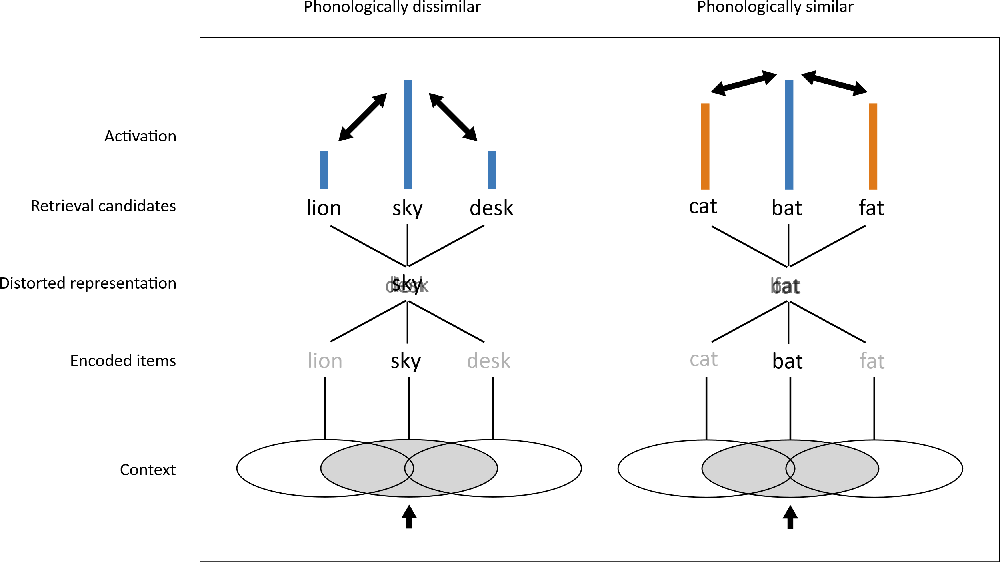 Phonologically dissimilar Phonologically similar
Activation
Retrieval candidates lion sky desk cat bat fat
Distorted representation sky
Encoded items lion sky desk cat bat fat
Context